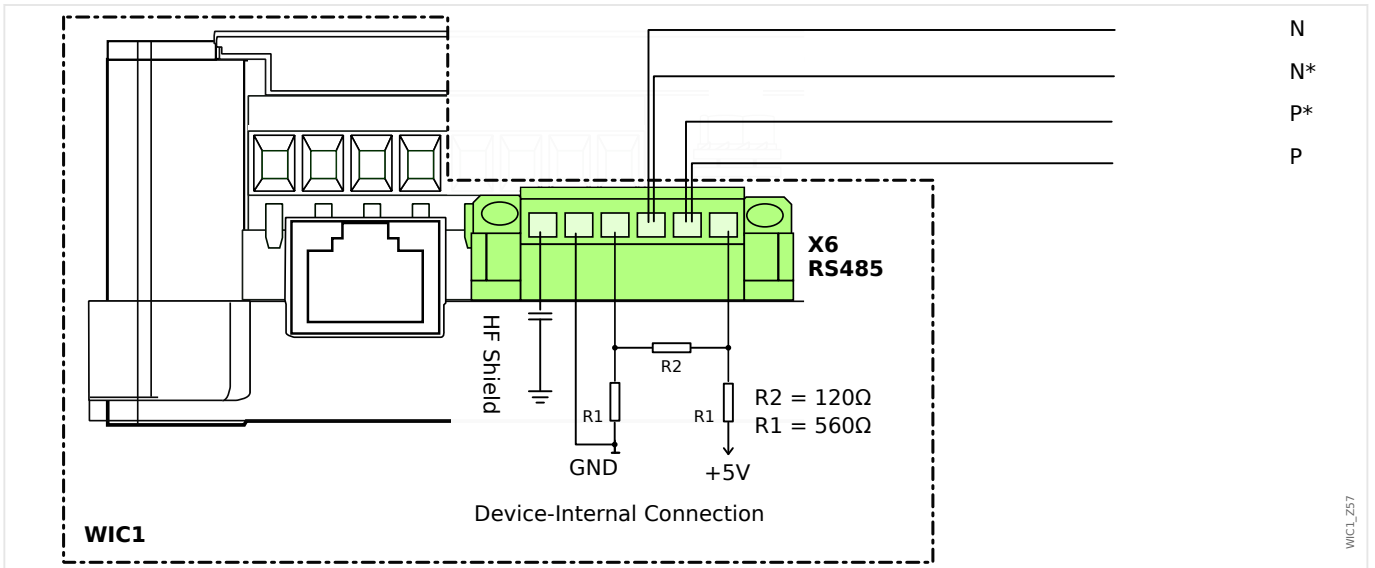 N
N*
P*
P
X6
RS485
HF Shield
R2
R1
R1
R2 = 120Ω
R1 = 560Ω
GND
+5V
Device-Internal Connection
WIC1
WIC1_Z57